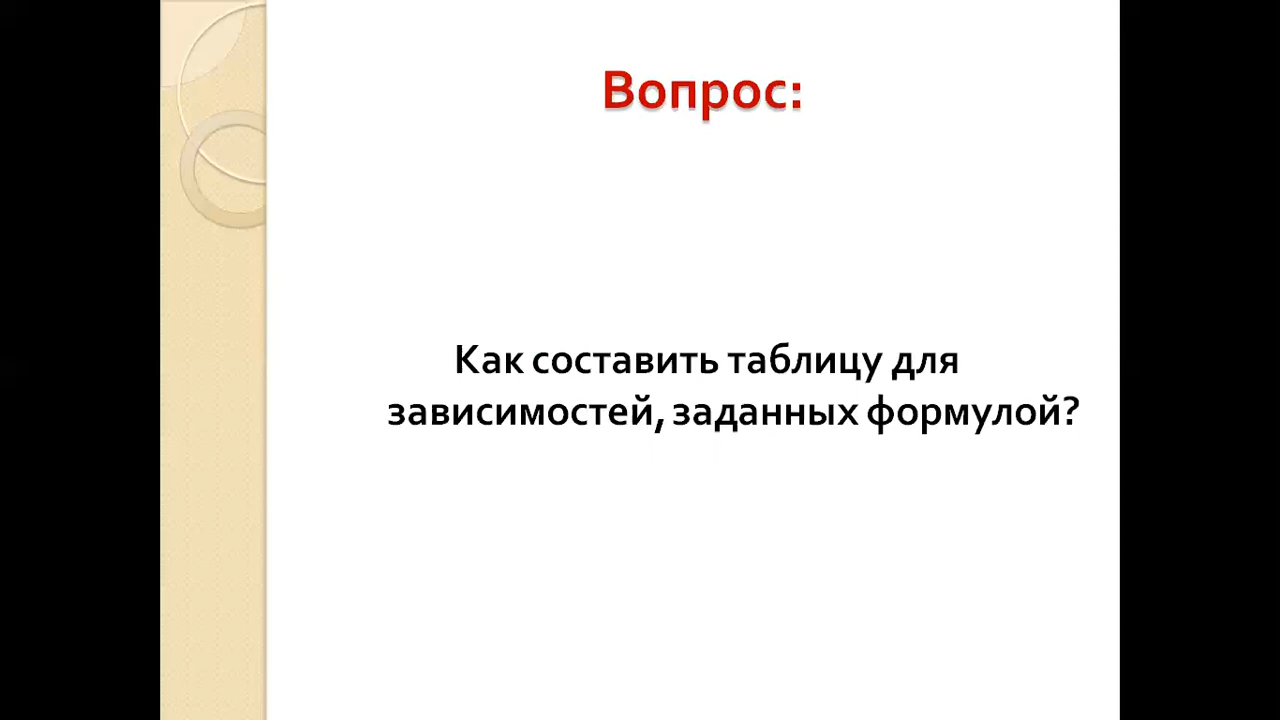 Вопрос:
Как составить таблицу для
зависимостей, заданных формулой?